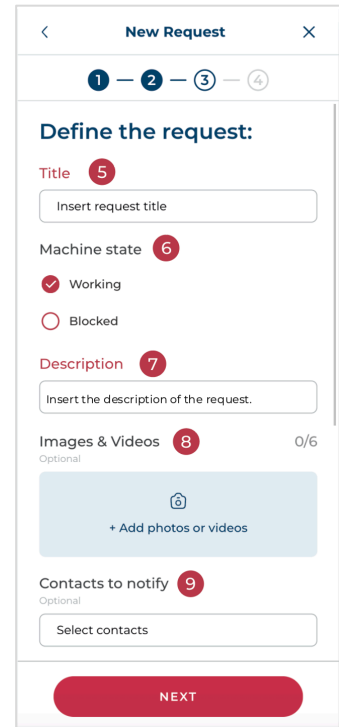 New Request
1 2 3 4
Define the request:
Title 5
Insert request title
Machine state 6
Working
Blocked
Description 7
Insert the description of the request.
Images & Videos 8 0/6
Optional
+ Add photos or videos
Contacts to notify 9
Optional
Select contacts
NEXT